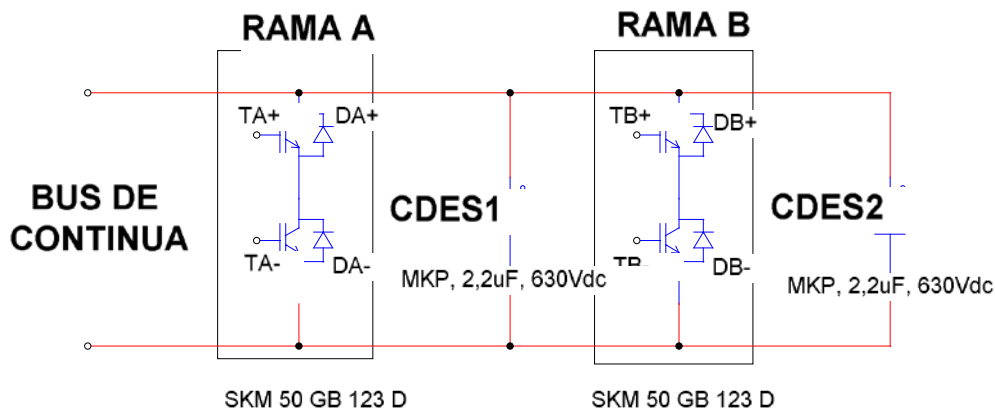 RAMA A
RAMA B
TA+
DA+
TB+
DB+
BUS DE
CONTINUA
CDES1
CDES2
TA-
DA-
TB-
DB-
MKP, 2,2uF, 630Vdc
MKP, 2,2uF, 630Vdc
SKM 50 GB 123 D
SKM 50 GB 123 D